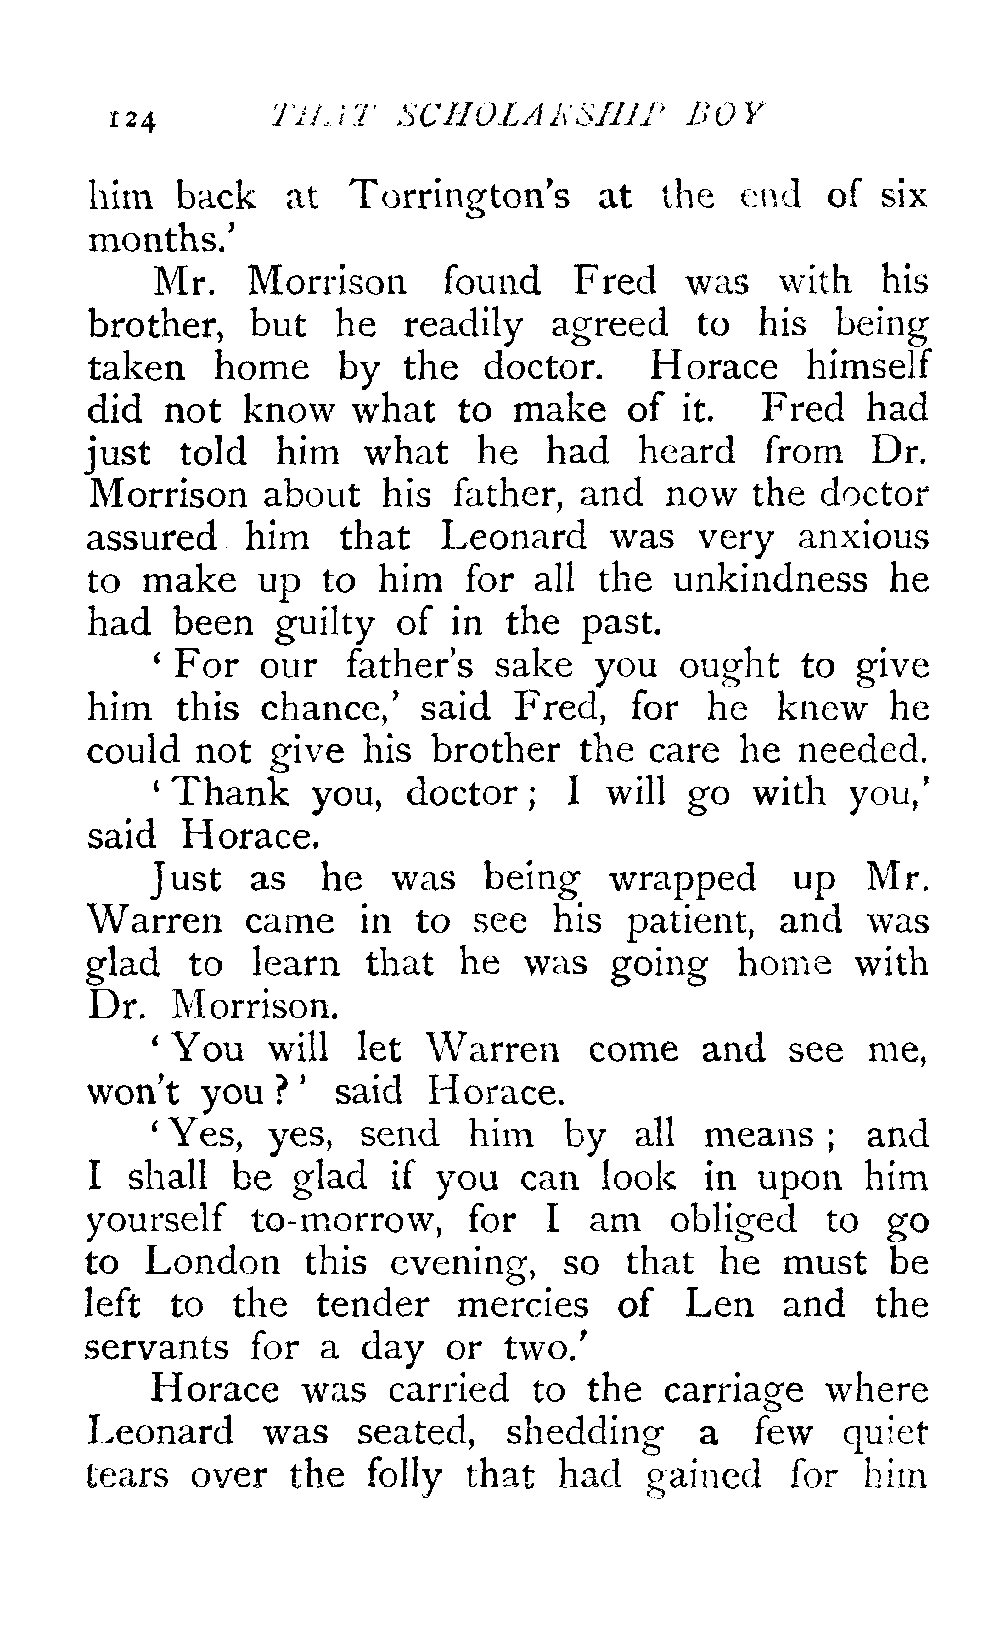 124 THAT SCHOLARSHIP BOY
him back at Torrington's at the end of six
months.'
Mr. Morrison found Fred was with his
brother, but he readily agreed to his being
taken home by the doctor. Horace himself
did not know what to make of it. Fred had
just told him what he had heard from Dr.
Morrison about his father, and now the doctor
assured him that Leonard was very anxious
to make up to him for all the unkindness he
had been guilty of in the past.
' For our father's sake you ought to give
him this chance,' said Fred, for he knew he
could not give his brother the care he needed.
' Thank you, doctor ; I will go with you,'
said Horace.
Just as he was being wrapped up Mr.
Warren came in to see his patient, and was
glad to learn that he was going home with
Dr. Morrison.
' You will let Warren come and see me,
won't you ? ' said Horace.
' Yes, yes, send him by all means ; and
I shall be glad if you can look in upon him
yourself to-morrow, for I am obliged to go
to London this evening, so that he must be
left to the tender mercies of Len and the
servants for a day or two.'
Horace was carried to the carriage where
Leonard was seated, shedding a few quiet
tears over the folly that had gained for him